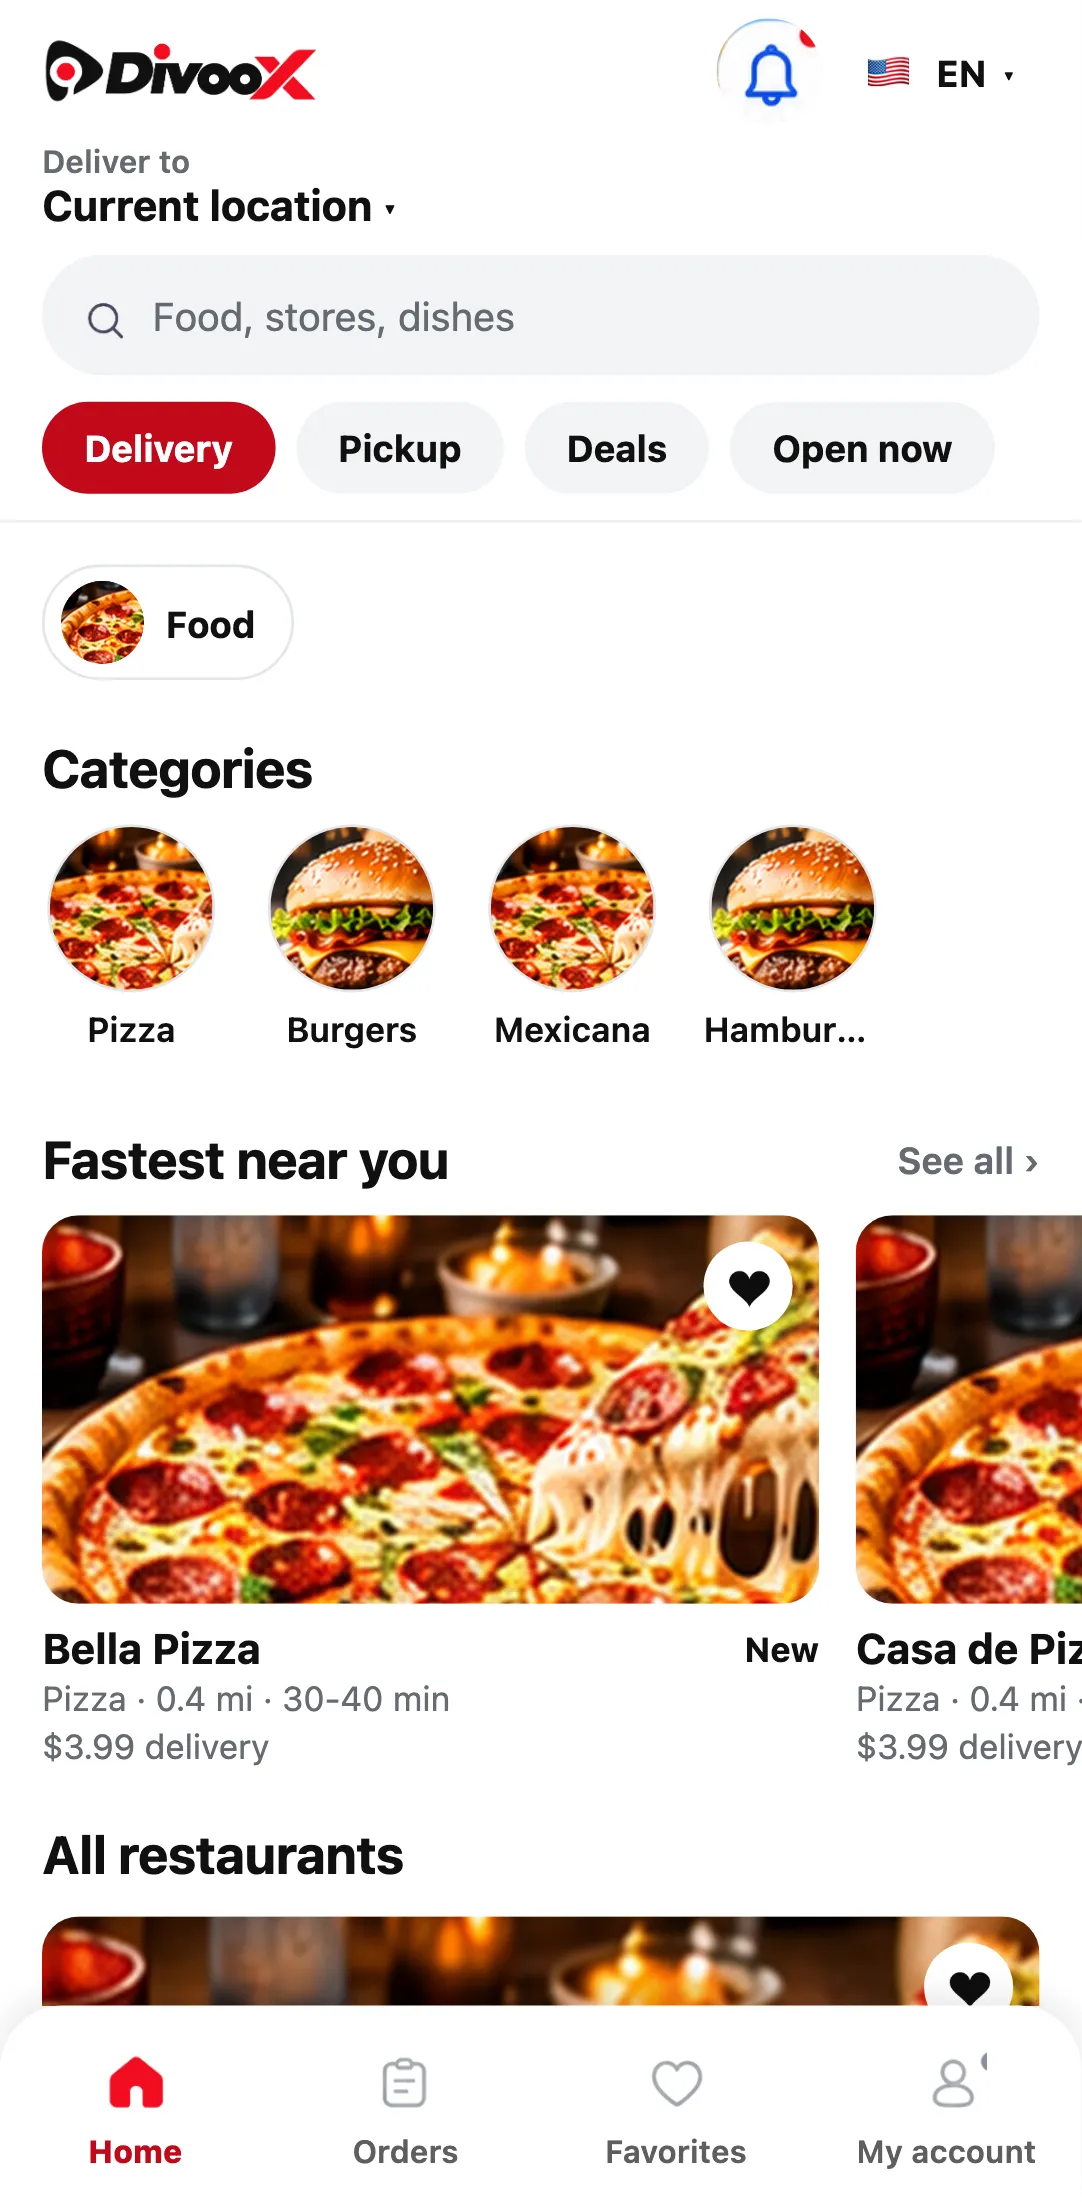 DivooX
EN
Deliver to
Current location
Food, stores, dishes
Delivery
Pickup
Deals
Open now
Food
Categories
Pizza
Burgers
Mexicana
Hambur...
Fastest near you
See all ›
Bella Pizza
New
Pizza · 0.4 mi · 30-40 min
$3.99 delivery
Casa de Piz
Pizza · 0.4 mi ·
$3.99 delivery
All restaurants
Home
Orders
Favorites
My account